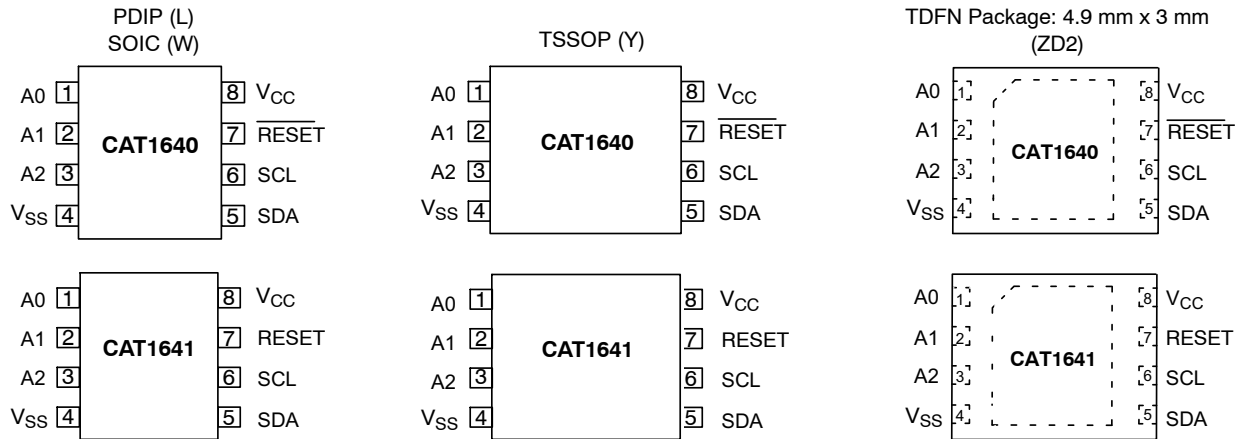 PDIP (L)
SOIC (W)
A0 1 8 VCC
A1 2 7 RESET
A2 3 6 SCL
VSS 4 5 SDA
CAT1640
TSSOP (Y)
A0 1 8 VCC
A1 2 7 RESET
A2 3 6 SCL
VSS 4 5 SDA
CAT1640
TDFN Package: 4.9 mm x 3 mm
(ZD2)
A0 1 8 VCC
A1 2 7 RESET
A2 3 6 SCL
VSS 4 5 SDA
CAT1640
A0 1 8 VCC
A1 2 7 RESET
A2 3 6 SCL
VSS 4 5 SDA
CAT1641
A0 1 8 VCC
A1 2 7 RESET
A2 3 6 SCL
VSS 4 5 SDA
CAT1641
A0 1 8 VCC
A1 2 7 RESET
A2 3 6 SCL
VSS 4 5 SDA
CAT1641